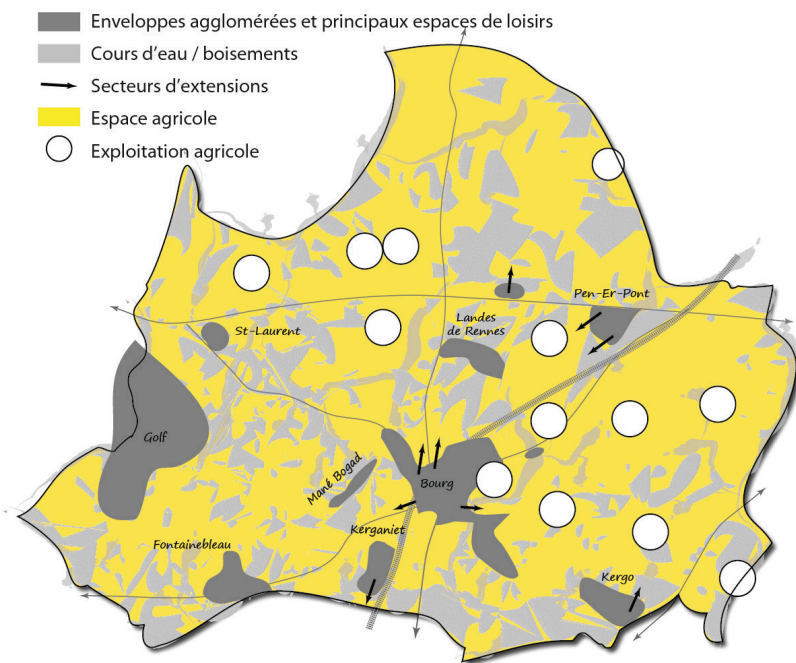 Enveloppes agglomérées et principaux espaces de loisirs
Cours d'eau / boisements
Secteurs d'extensions
Espace agricole
Exploitation agricole
Pen-Er-Pont
St-Laurent
Landes
de Rennes
Golf
Mané Bogad
Bourg
Kerganiet
Fontainebleau
Kergo